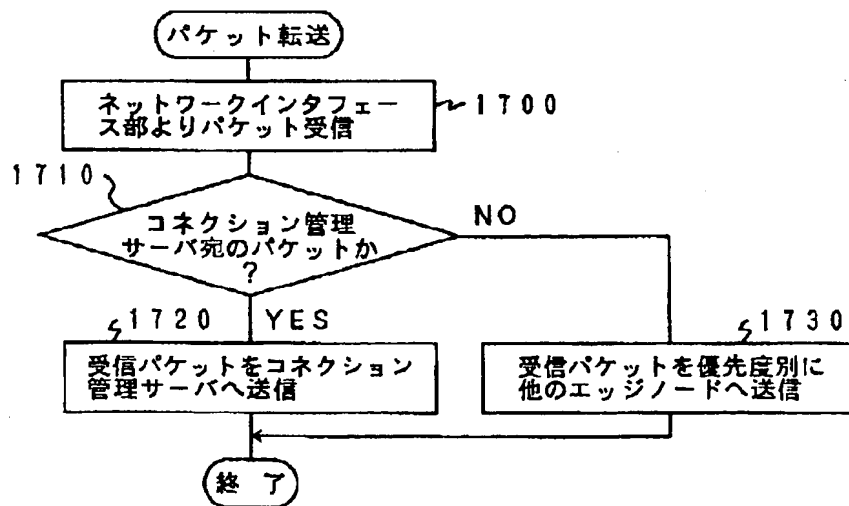 パケット転送
ネットワークインタフェー
ス部よりパケット受信
1700
1710
コネクション管理
サーバ宛のパケットか
?
NO
1720
YES
1730
受信パケットをコネクション
管理サーバへ送信
受信パケットを優先度別に
他のエッジノードへ送信
終了